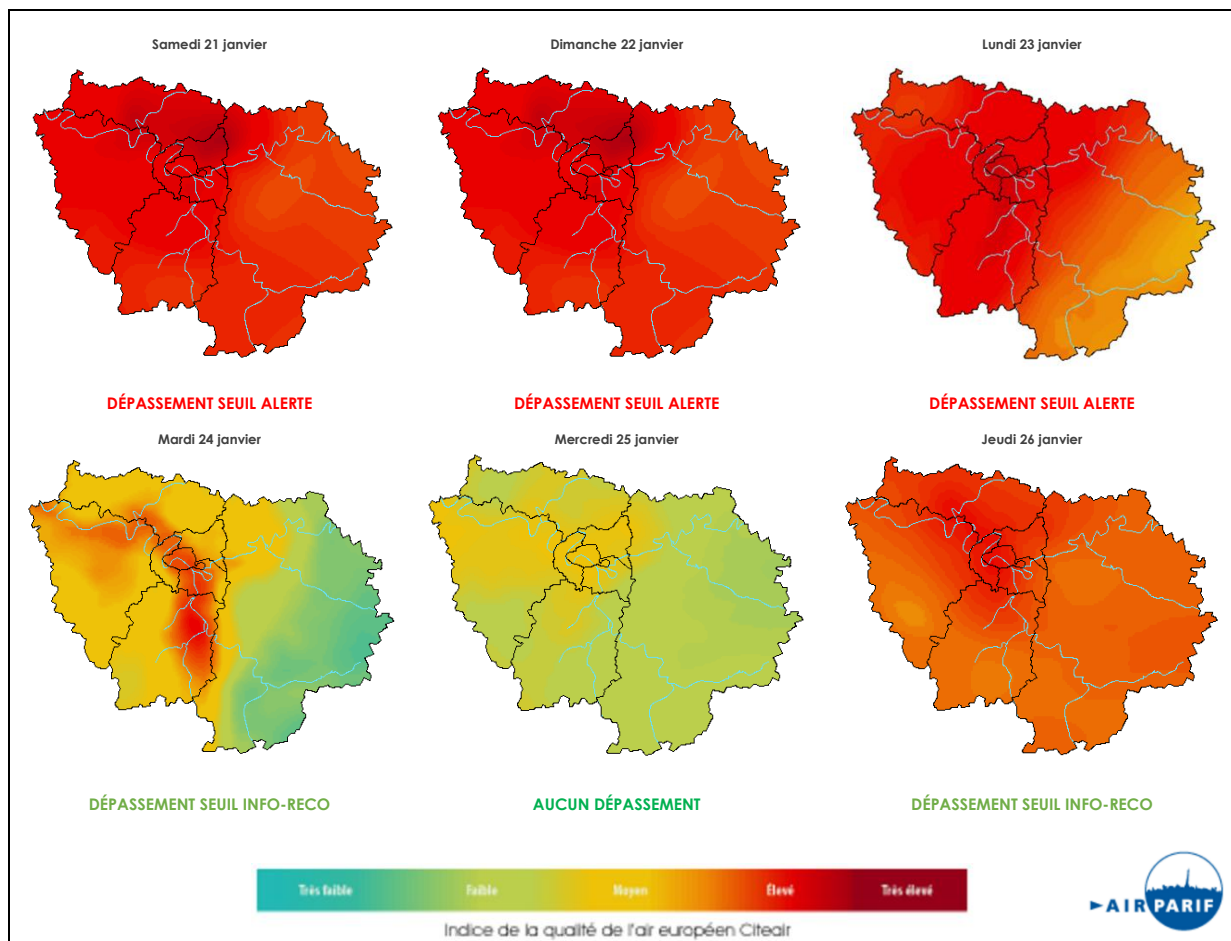 Samedi 21 janvier
Dimanche 22 janvier
Lundi 23 janvier
DÉPASSEMENT SEUIL ALERTE
DÉPASSEMENT SEUIL ALERTE
DÉPASSEMENT SEUIL ALERTE
Mardi 24 janvier
Mercredi 25 janvier
Jeudi 26 janvier
DÉPASSEMENT SEUIL INFO-RECO
AUCUN DÉPASSEMENT
DÉPASSEMENT SEUIL INFO-RECO
Très faible
Faible
Moyen
Élevé
Très élevé
Indice de la qualité de l'air européen Citeair
AIRPARIF